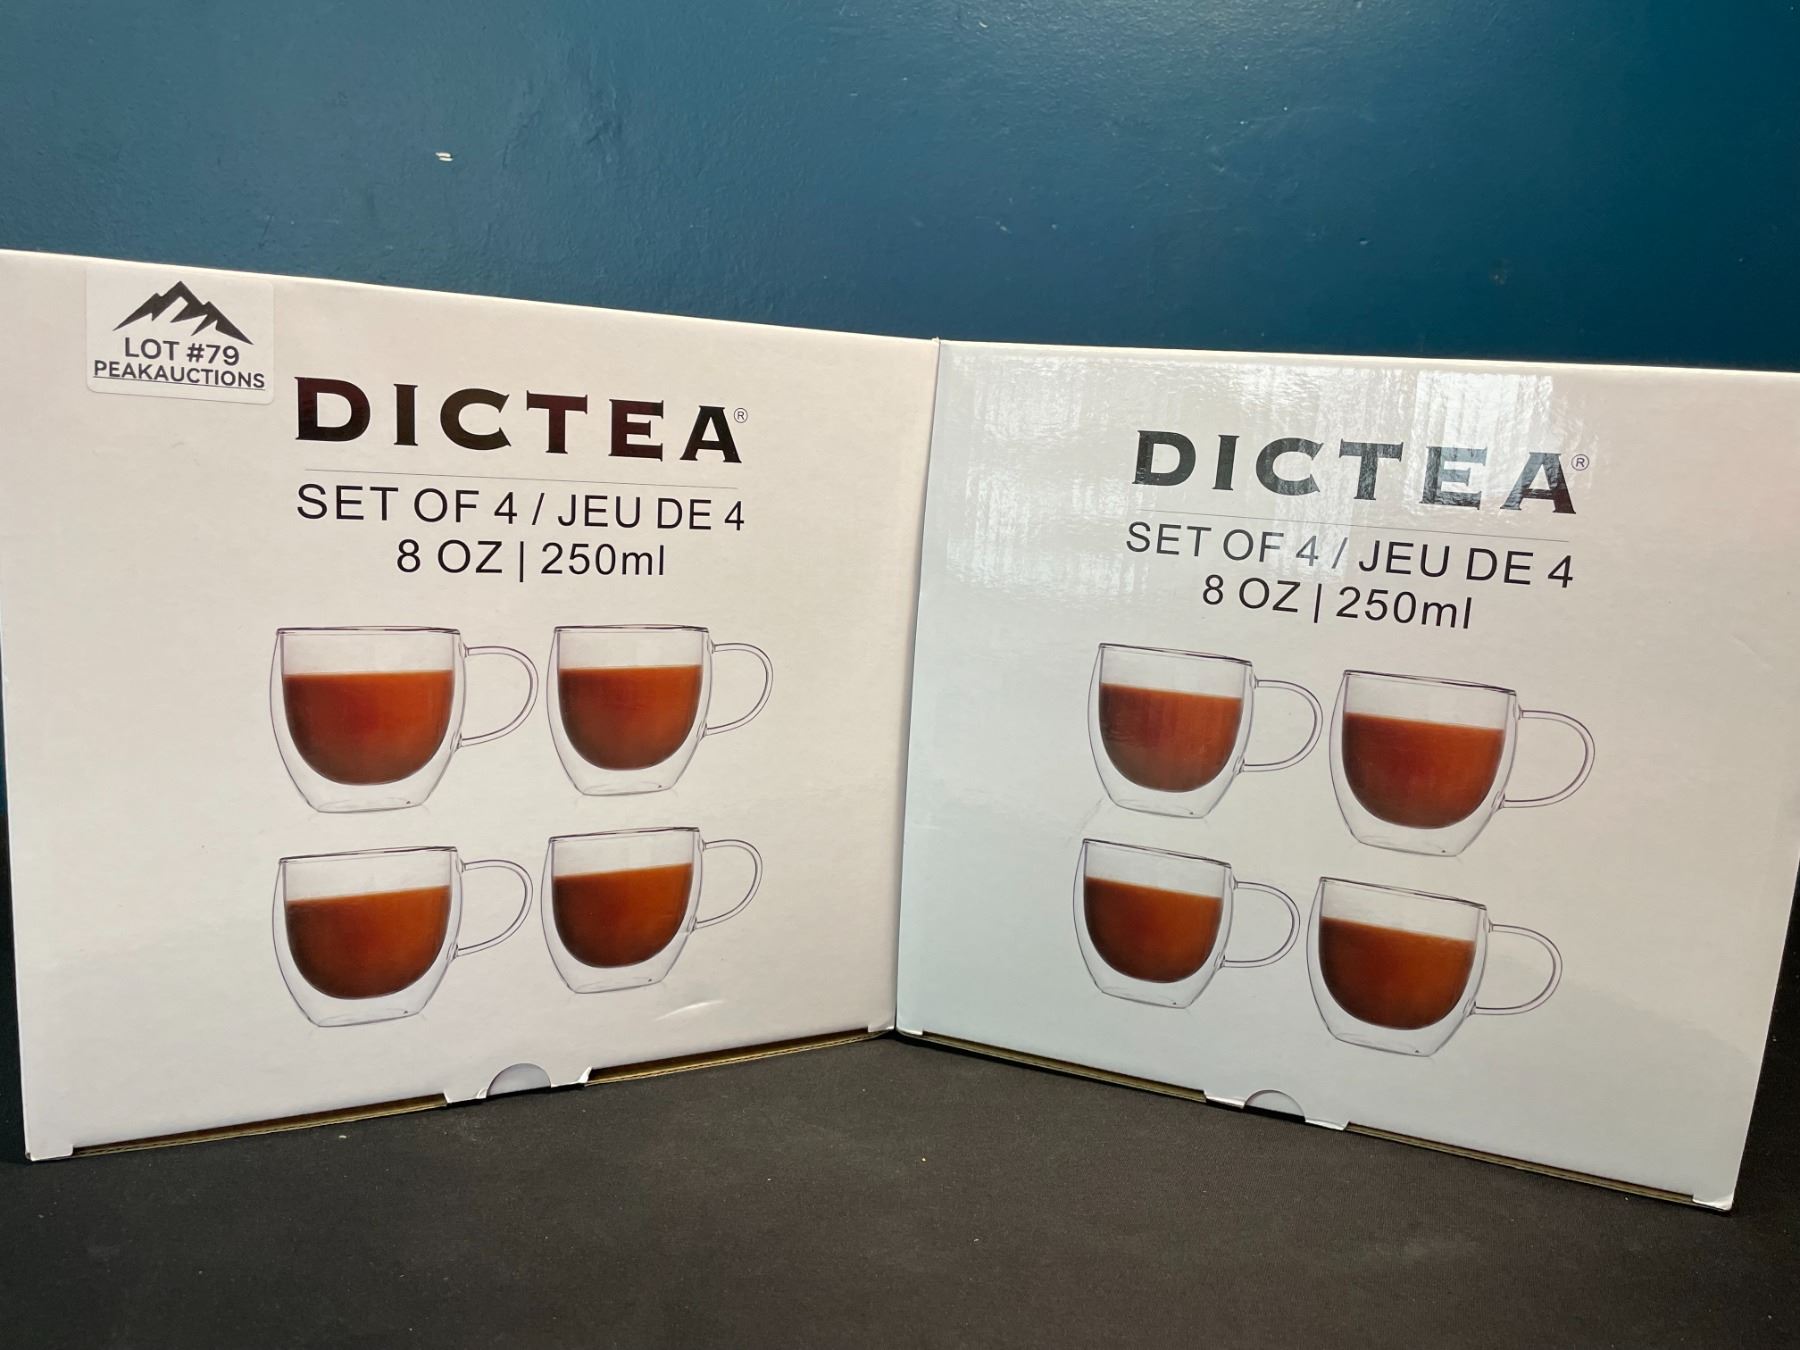 LOT #79
PEAKAUCTIONS
DICTEA®
SET OF 4 / JEU DE 4
8 OZ | 250ml
DICTEA®
SET OF 4 / JEU DE 4
8 OZ | 250ml